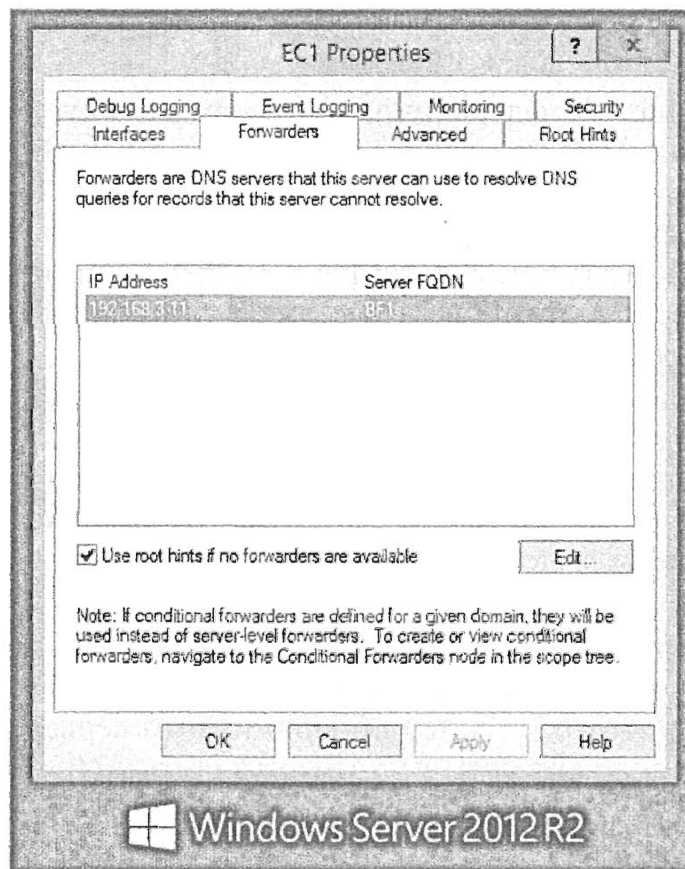 EC1 Properties
?
×
Debug Logging
Event Logging
Monitoring
Security
Interfaces
Forwarders
Advanced
Root Hints
Forwarders are DNS servers that this server can use to resolve DNS
queries for records that this server cannot resolve.
IP Address
Server FQDN
192.168.3.11
BF1
Use root hints if no forwarders are available
Edit...
Note: If conditional forwarders are defined for a given domain, they will be
used instead of server-level forwarders. To create or view conditional
forwarders, navigate to the Conditional Forwarders node in the scope tree.
OK
Cancel
Apply
Help
Windows Server 2012 R2